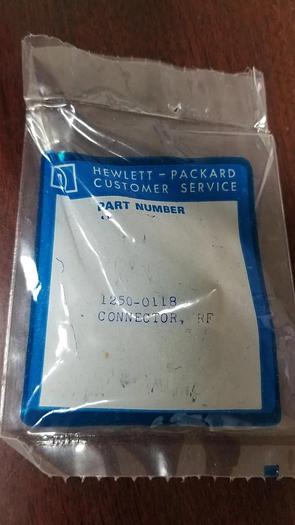 HEWLETT - PACKARD
CUSTOMER SERVICE
PART NUMBER
1250-0118
CONNECTOR, RF